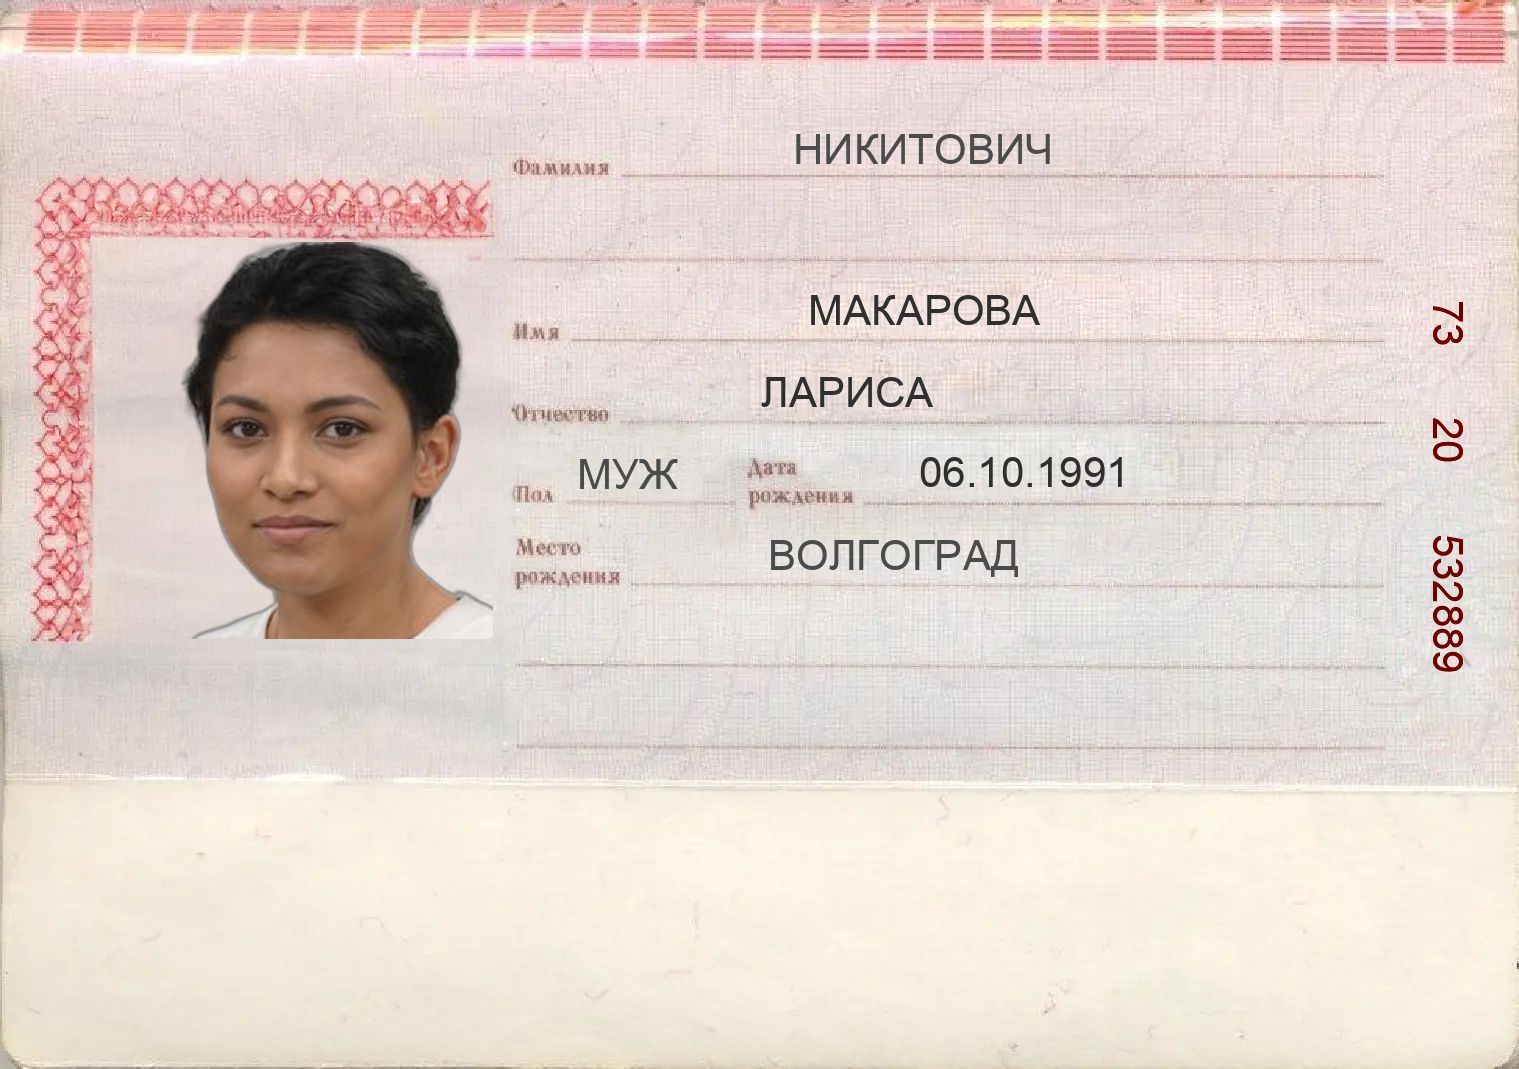 Фамилия НИКИТОВИЧ
Имя МАКАРОВА
Отчество ЛАРИСА
Пол МУЖ Дата рождения 06.10.1991
Место рождения ВОЛГОГРАД
73 20 532889